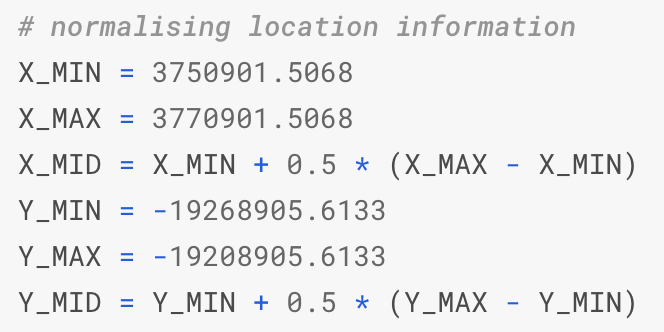 # normalising location information
X_MIN = 3750901.5068
X_MAX = 3770901.5068
X_MID = X_MIN + 0.5 * (X_MAX - X_MIN)
Y_MIN = -19268905.6133
Y_MAX = -19208905.6133
Y_MID = Y_MIN + 0.5 * (Y_MAX - Y_MIN)